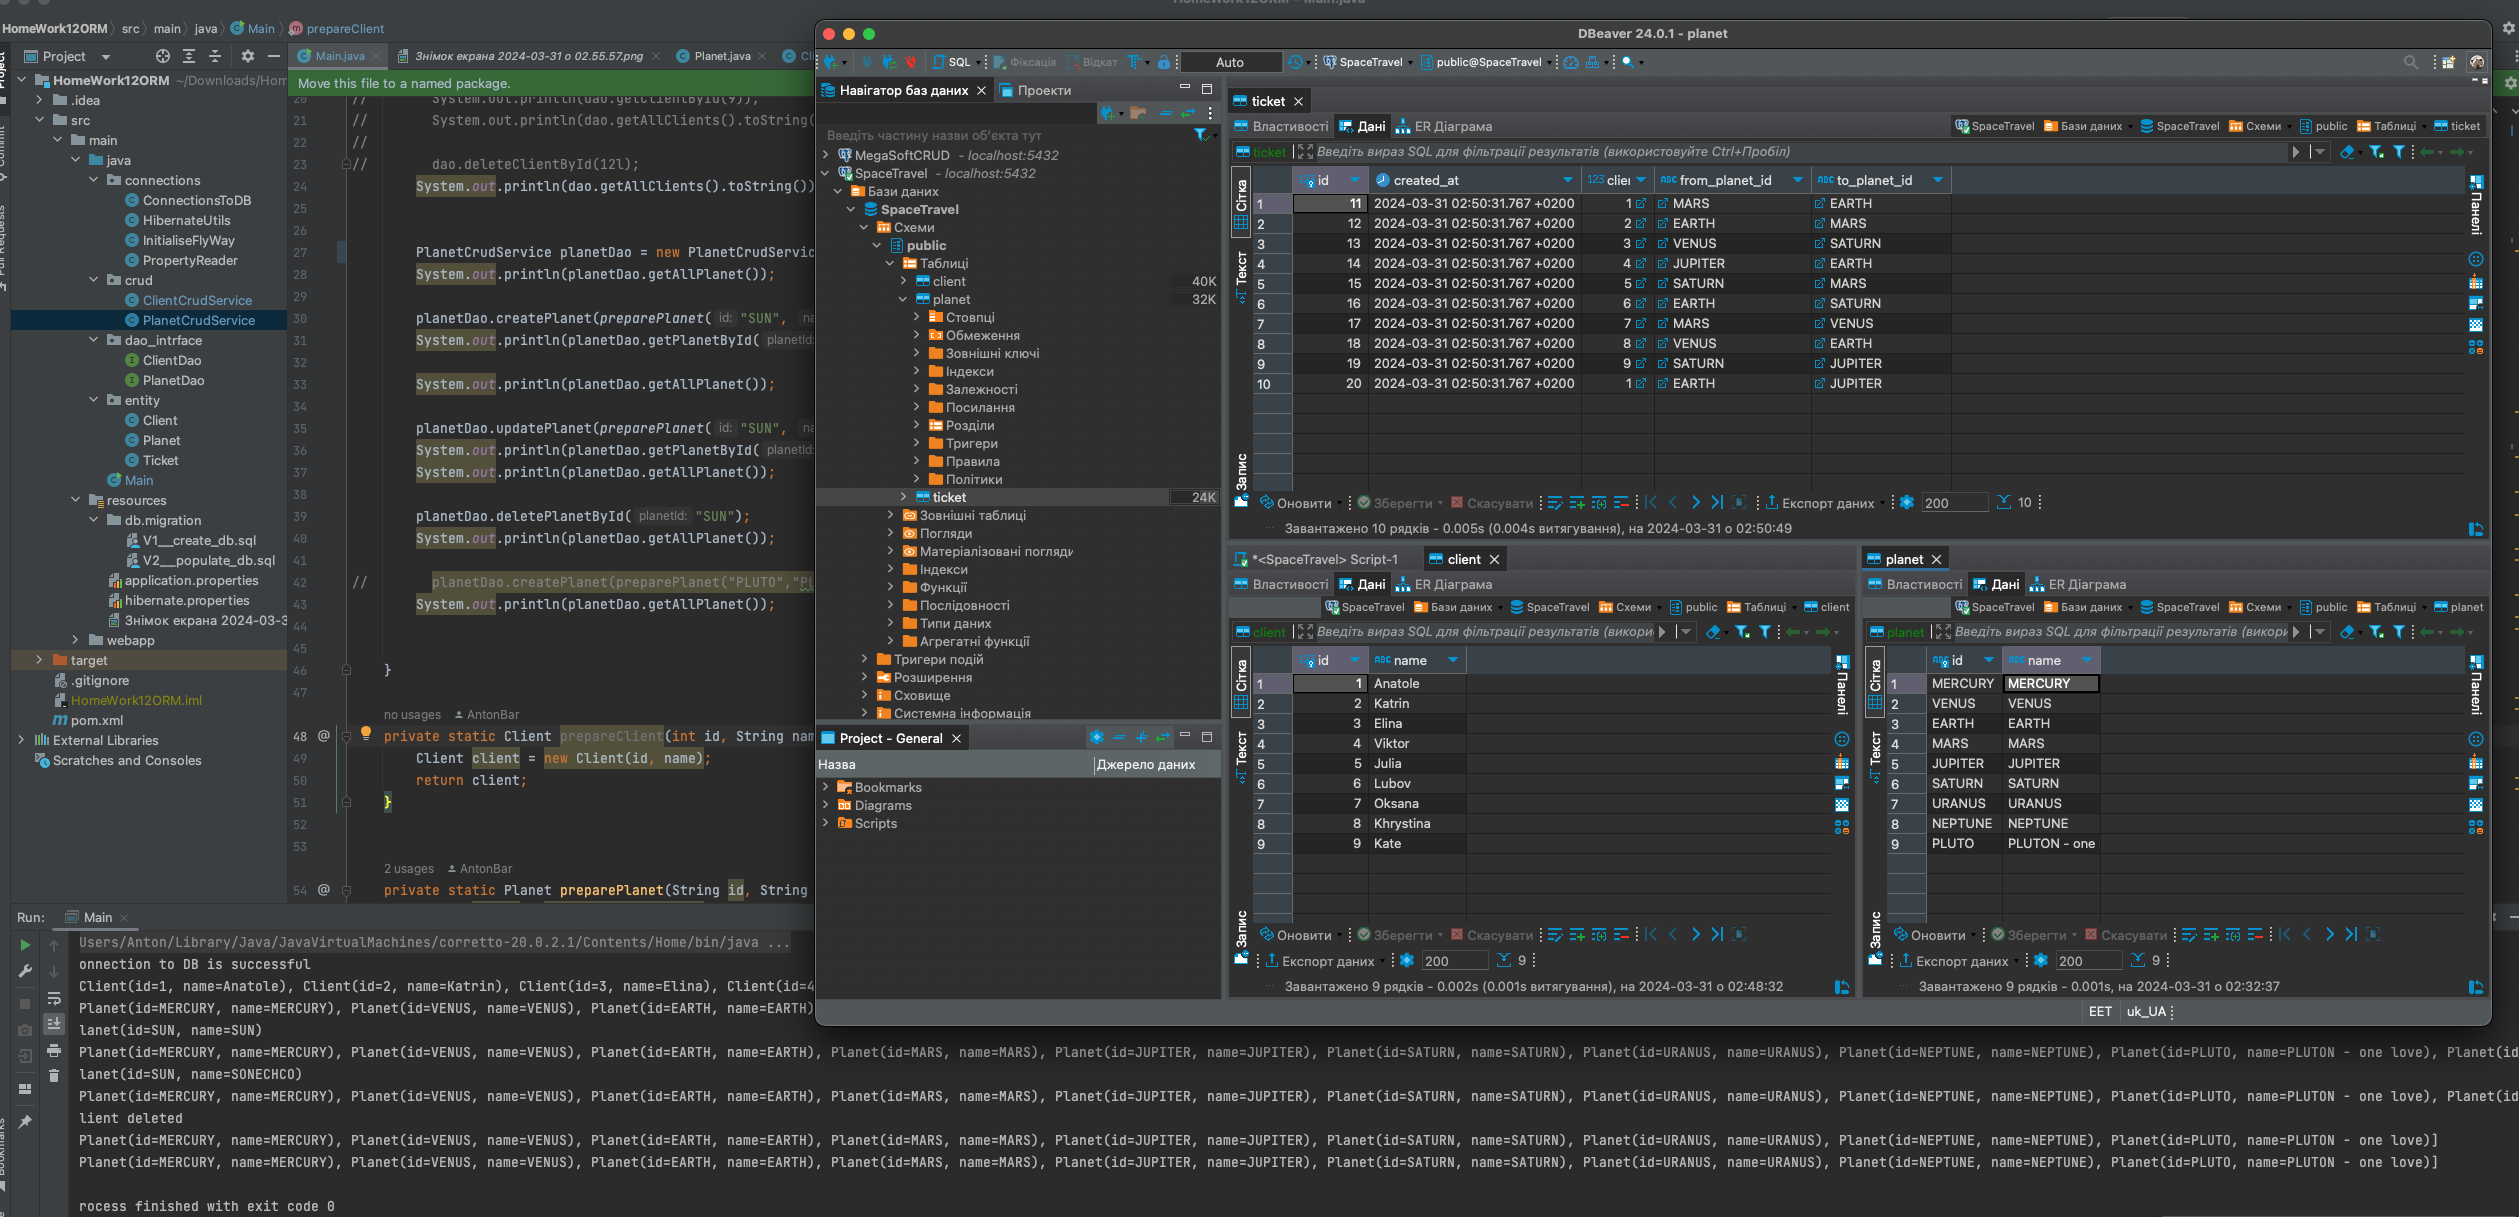 HomeWork12ORM – Main.java
HomeWork12ORM src main java Main prepareClient
Project
Main.java Знімок екрана 2024-03-31 о 02.55.57.png Planet.java
Move this file to a named package.
HomeWork12ORM ~/Downloads/Hom
.idea
src
main
java
connections
ConnectionsToDB
HibernateUtils
InitialiseFlyWay
PropertyReader
crud
ClientCrudService
PlanetCrudService
dao_intrface
ClientDao
PlanetDao
entity
Client
Planet
Ticket
Main
resources
db.migration
V1__create_db.sql
V2__populate_db.sql
application.properties
hibernate.properties
Знімок екрана 2024-03-3
webapp
target
.gitignore
HomeWork12ORM.iml
pom.xml
External Libraries
Scratches and Consoles
20 // System.out.println(dao.getClientById(9));
21 // System.out.println(dao.getAllClients().toString(
22 //
23 // dao.deleteClientById(12l);
24 System.out.println(dao.getAllClients().toString())
25
26
27 PlanetCrudService planetDao = new PlanetCrudServic
28 System.out.println(planetDao.getAllPlanet());
29
30 planetDao.createPlanet(preparePlanet( id: "SUN", na
31 System.out.println(planetDao.getPlanetById( planetId:
32
33 System.out.println(planetDao.getAllPlanet());
34
35 planetDao.updatePlanet(preparePlanet( id: "SUN", na
36 System.out.println(planetDao.getPlanetById( planetId:
37 System.out.println(planetDao.getAllPlanet());
38
39 planetDao.deletePlanetById( planetId: "SUN");
40 System.out.println(planetDao.getAllPlanet());
41
42 // planetDao.createPlanet(preparePlanet("PLUTO","PL
43 System.out.println(planetDao.getAllPlanet());
44
45
46 }
47
no usages AntonBar
48 @ private static Client prepareClient(int id, String nam
49 Client client = new Client(id, name);
50 return client;
51 }
52
53
2 usages AntonBar
54 @ private static Planet preparePlanet(String id, String
DBeaver 24.0.1 - planet
SQL Фіксація Відкат Auto SpaceTravel public@SpaceTravel
Навігатор баз даних Проекти
Введіть частину назви об'єкта тут
MegaSoftCRUD - localhost:5432
SpaceTravel - localhost:5432
Бази даних
SpaceTravel
Схеми
public
Таблиці
client 40K
planet 32K
Стовпці
Обмеження
Зовнішні ключі
Індекси
Залежності
Посилання
Розділи
Тригери
Правила
Політики
ticket 24K
Зовнішні таблиці
Погляди
Матеріалізовані погляди
Індекси
Функції
Послідовності
Типи даних
Агрегатні функції
Тригери подій
Розширення
Сховище
Системна інформація
Project - General
Назва Джерело даних
Bookmarks
Diagrams
Scripts
ticket
Властивості Дані ER Діаграма SpaceTravel Бази даних SpaceTravel Схеми public Таблиці ticket
ticket Введіть вираз SQL для фільтрації результатів (використовуйте Ctrl+Пробіл)
Сітка
Текст
Запис
Панелі
123 id created_at 123 clien ABC from_planet_id ABC to_planet_id
1 11 2024-03-31 02:50:31.767 +0200 1 MARS EARTH
2 12 2024-03-31 02:50:31.767 +0200 2 EARTH MARS
3 13 2024-03-31 02:50:31.767 +0200 3 VENUS SATURN
4 14 2024-03-31 02:50:31.767 +0200 4 JUPITER EARTH
5 15 2024-03-31 02:50:31.767 +0200 5 SATURN MARS
6 16 2024-03-31 02:50:31.767 +0200 6 EARTH SATURN
7 17 2024-03-31 02:50:31.767 +0200 7 MARS VENUS
8 18 2024-03-31 02:50:31.767 +0200 8 VENUS EARTH
9 19 2024-03-31 02:50:31.767 +0200 9 SATURN JUPITER
10 20 2024-03-31 02:50:31.767 +0200 1 EARTH JUPITER
Оновити Зберегти Скасувати Експорт даних 200 10
Завантажено 10 рядків - 0.005s (0.004s витягування), на 2024-03-31 о 02:50:49
*<SpaceTravel> Script-1 client
Властивості Дані ER Діаграма
SpaceTravel Бази даних SpaceTravel Схеми public Таблиці client
client Введіть вираз SQL для фільтрації результатів (викори
Сітка
Текст
Запис
Панелі
123 id ABC name
1 1 Anatole
2 2 Katrin
3 3 Elina
4 4 Viktor
5 5 Julia
6 6 Lubov
7 7 Oksana
8 8 Khrystina
9 9 Kate
Оновити Зберегти Скасувати
Експорт даних 200 9
Завантажено 9 рядків - 0.002s (0.001s витягування), на 2024-03-31 о 02:48:32
planet
Властивості Дані ER Діаграма
SpaceTravel Бази даних SpaceTravel Схеми public Таблиці planet
planet Введіть вираз SQL для фільтрації результатів (викори
Сітка
Текст
Запис
Панелі
ABC id ABC name
1 MERCURY MERCURY
2 VENUS VENUS
3 EARTH EARTH
4 MARS MARS
5 JUPITER JUPITER
6 SATURN SATURN
7 URANUS URANUS
8 NEPTUNE NEPTUNE
9 PLUTO PLUTON - one
Оновити Зберегти Скасувати
Експорт даних 200 9
Завантажено 9 рядків - 0.001s, на 2024-03-31 о 02:32:37
EET uk_UA
Run: Main
Users/Anton/Library/Java/JavaVirtualMachines/corretto-20.0.2.1/Contents/Home/bin/java ...
onnection to DB is successful
Client(id=1, name=Anatole), Client(id=2, name=Katrin), Client(id=3, name=Elina), Client(id=4
Planet(id=MERCURY, name=MERCURY), Planet(id=VENUS, name=VENUS), Planet(id=EARTH, name=EARTH)
lanet(id=SUN, name=SUN)
Planet(id=MERCURY, name=MERCURY), Planet(id=VENUS, name=VENUS), Planet(id=EARTH, name=EARTH), Planet(id=MARS, name=MARS), Planet(id=JUPITER, name=JUPITER), Planet(id=SATURN, name=SATURN), Planet(id=URANUS, name=URANUS), Planet(id=NEPTUNE, name=NEPTUNE), Planet(id=PLUTO, name=PLUTON - one love), Planet(id
lanet(id=SUN, name=SONECHCO)
Planet(id=MERCURY, name=MERCURY), Planet(id=VENUS, name=VENUS), Planet(id=EARTH, name=EARTH), Planet(id=MARS, name=MARS), Planet(id=JUPITER, name=JUPITER), Planet(id=SATURN, name=SATURN), Planet(id=URANUS, name=URANUS), Planet(id=NEPTUNE, name=NEPTUNE), Planet(id=PLUTO, name=PLUTON - one love), Planet(id
lient deleted
Planet(id=MERCURY, name=MERCURY), Planet(id=VENUS, name=VENUS), Planet(id=EARTH, name=EARTH), Planet(id=MARS, name=MARS), Planet(id=JUPITER, name=JUPITER), Planet(id=SATURN, name=SATURN), Planet(id=URANUS, name=URANUS), Planet(id=NEPTUNE, name=NEPTUNE), Planet(id=PLUTO, name=PLUTON - one love)]
Planet(id=MERCURY, name=MERCURY), Planet(id=VENUS, name=VENUS), Planet(id=EARTH, name=EARTH), Planet(id=MARS, name=MARS), Planet(id=JUPITER, name=JUPITER), Planet(id=SATURN, name=SATURN), Planet(id=URANUS, name=URANUS), Planet(id=NEPTUNE, name=NEPTUNE), Planet(id=PLUTO, name=PLUTON - one love)]
rocess finished with exit code 0